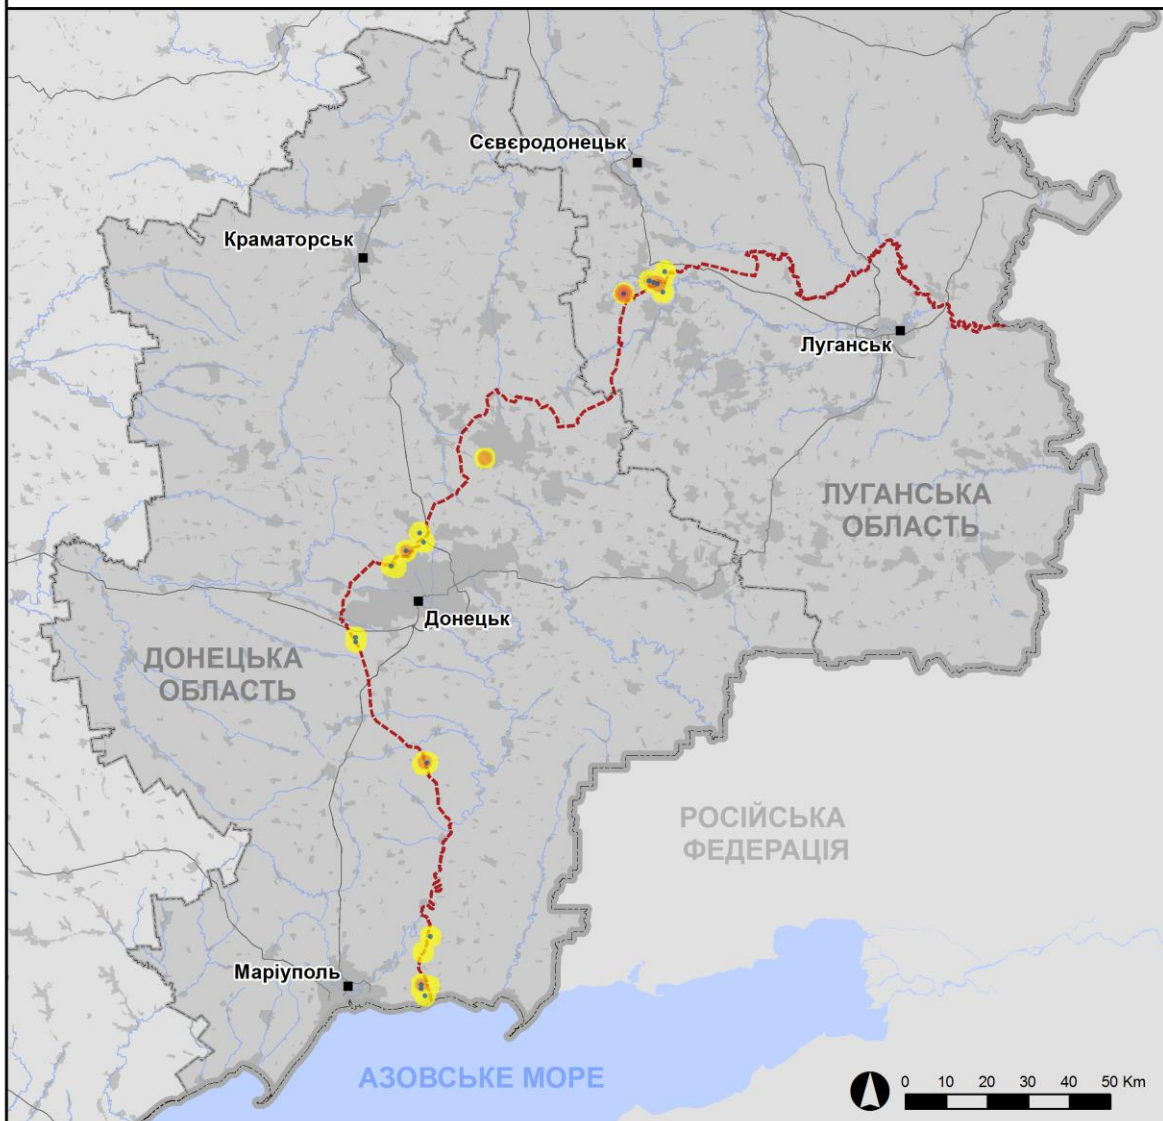 Сєвєродонецьк
Краматорськ
Луганськ
ЛУГАНСЬКА
ОБЛАСТЬ
Донецьк
ДОНЕЦЬКА
ОБЛАСТЬ
РОСІЙСЬКА
ФЕДЕРАЦІЯ
Маріуполь
АЗОВСЬКЕ МОРЕ
0 10 20 30 40 50 Km